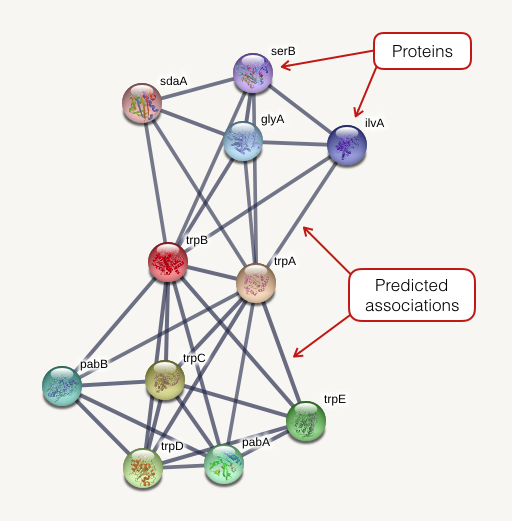 serB
Proteins
sdaA
glyA
ilvA
trpB
trpA
Predicted
associations
pabB
trpC
trpE
trpD
pabA